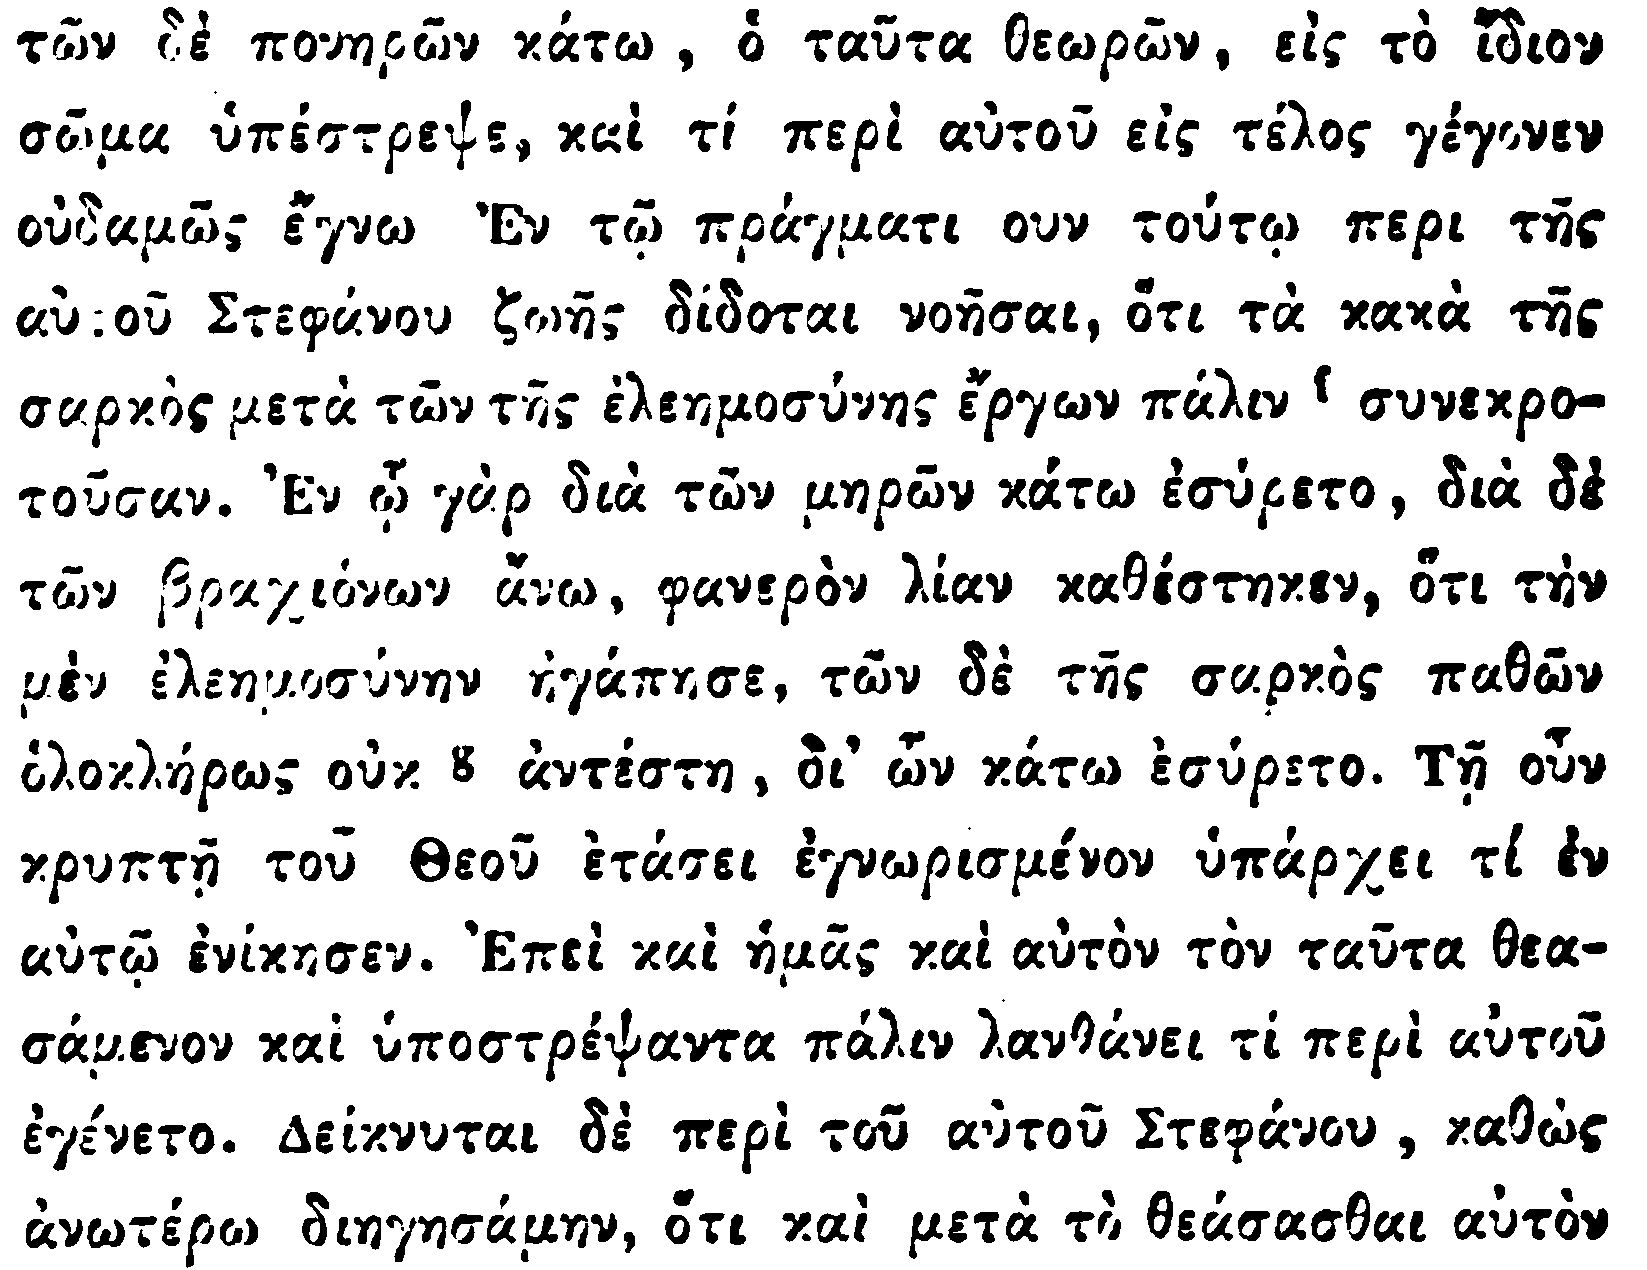 τῶν δὲ πονηρῶν κάτω, ὁ ταῦτα θεωρῶν, εἰς τὸ ἴδιον
σῶμα ὑπέστρεψε, καὶ τί περὶ αὐτοῦ εἰς τέλος γέγονεν
οὐδαμῶς ἔγνω Ἐν τῷ πράγματι ουν τούτῳ περι τῆς
αὐτοῦ Στεφάνου ζωῆς δίδοται νοῆσαι, ὅτι τὰ κακὰ τῆς
σαρκὸς μετὰ τῶν τῆς ἐλεημοσύνης ἔργων πάλιν f συνεκρο-
τοῦσαν. Ἐν ᾧ γὰρ διὰ τῶν μηρῶν κάτω ἐσύρετο, διὰ δὲ
τῶν βραχιόνων ἄνω, φανερὸν λίαν καθέστηκεν, ὅτι τὴν
μὲν ἐλεημοσύνην ἠγάπησε, τῶν δὲ τῆς σαρκὸς παθῶν
ὁλοκλήρως οὐκ g ἀντέστη, δι’ ὧν κάτω ἐσύρετο. Τῇ οὖν
κρυπτῇ τοῦ Θεοῦ ἐτάσει ἐγνωρισμένον ὑπάρχει τί ἐν
αὐτῷ ἐνίκησεν. Ἐπεὶ καὶ ἡμᾶς καὶ αὐτὸν τὸν ταῦτα θεα-
σάμενον καὶ ὑποστρέψαντα πάλιν λανθάνει τί περὶ αὐτοῦ
ἐγένετο. Δείκνυται δὲ περὶ τοῦ αὐτοῦ Στεφάνου, καθὼς
ἀνωτέρω διηγησάμην, ὅτι καὶ μετὰ τὸ θεάσασθαι αὐτὸν